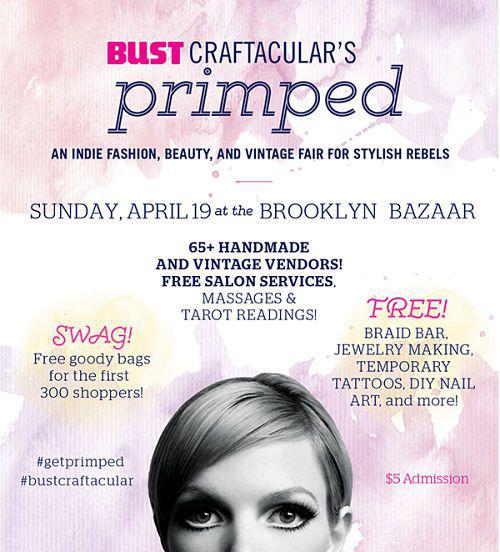 BUST CRAFTACULAR'S
primped
AN INDIE FASHION, BEAUTY, AND VINTAGE FAIR FOR STYLISH REBELS
SUNDAY, APRIL 19 at the BROOKLYN BAZAAR
65+ HANDMADE
AND VINTAGE VENDORS!
FREE SALON SERVICES,
MASSAGES &
TAROT READINGS!
SWAG!
Free goody bags
for the first
300 shoppers!
FREE!
BRAID BAR,
JEWELRY MAKING,
TEMPORARY
TATTOOS, DIY NAIL
ART, and more!
#getprimped
#bustcraftacular
$5 Admission